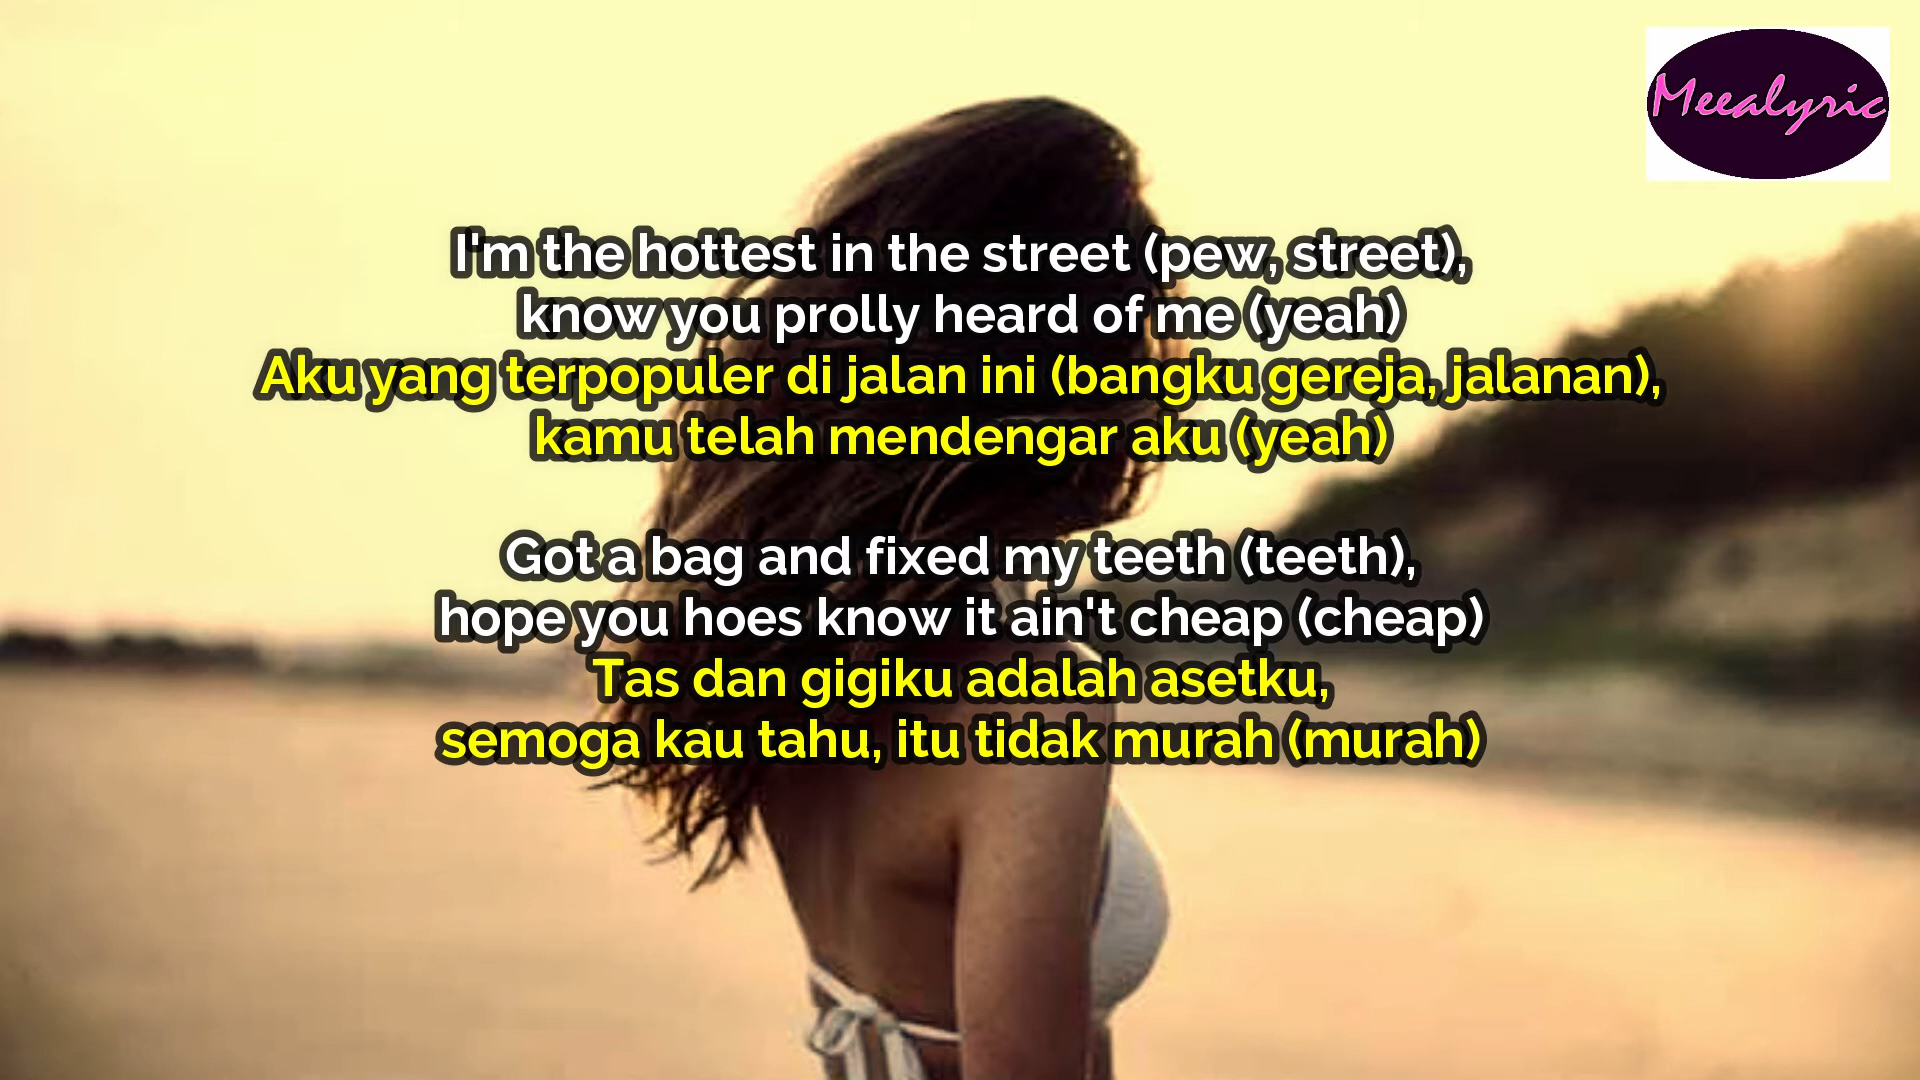 Meealyric
I'm the hottest in the street (pew, street),
know you prolly heard of me (yeah)
Aku yang terpopuler di jalan ini (bangku gereja, jalanan),
kamu telah mendengar aku (yeah)
Got a bag and fixed my teeth (teeth),
hope you hoes know it ain't cheap (cheap)
Tas dan gigiku adalah asetku,
semoga kau tahu, itu tidak murah (murah)